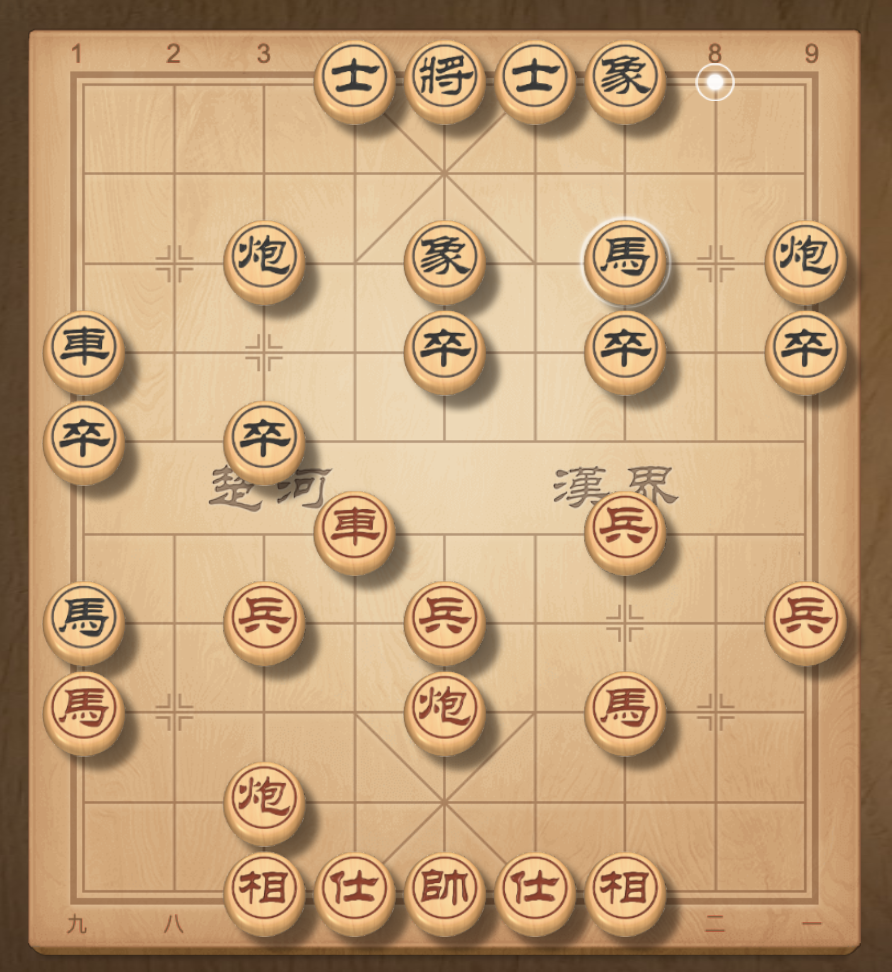 1 2 3 8 9
士 將 士 象
炮 象 馬 炮
車 卒 卒 卒
卒 卒
楚 河 漢 界
車 兵
馬 兵 兵 兵
馬 炮 馬
炮
相 仕 帥 仕 相
九 八 二 一